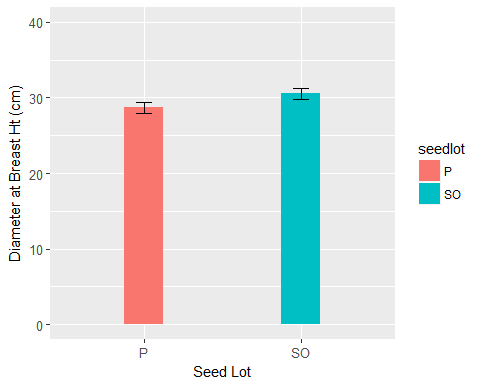 40
30
20
10
0
Diameter at Breast Ht (cm)
P
SO
Seed Lot
seedlot
P
SO